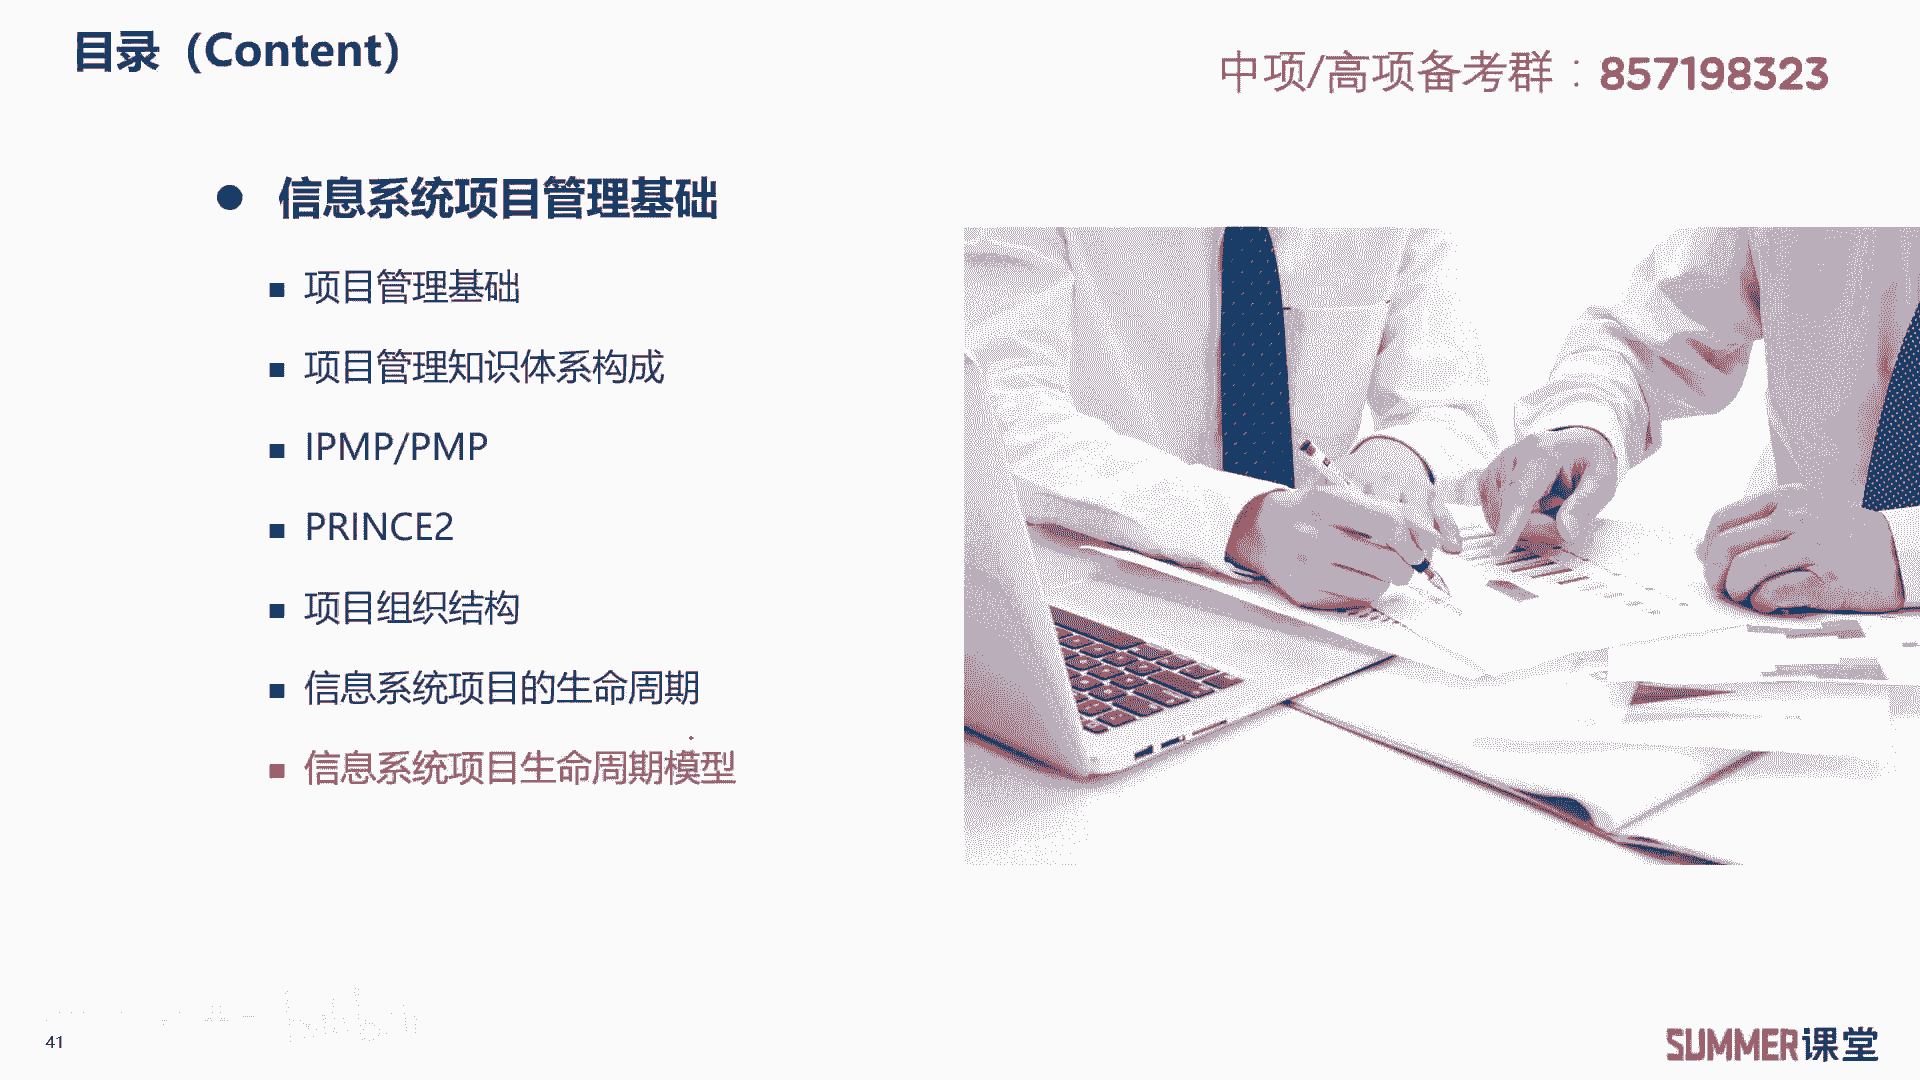 目录（Content）
中项/高项备考群：857198323
信息系统项目管理基础
项目管理基础
项目管理知识体系构成
IPMP/PMP
PRINCE2
项目组织结构
信息系统项目的生命周期
信息系统项目生命周期模型
41
SUMMER课堂